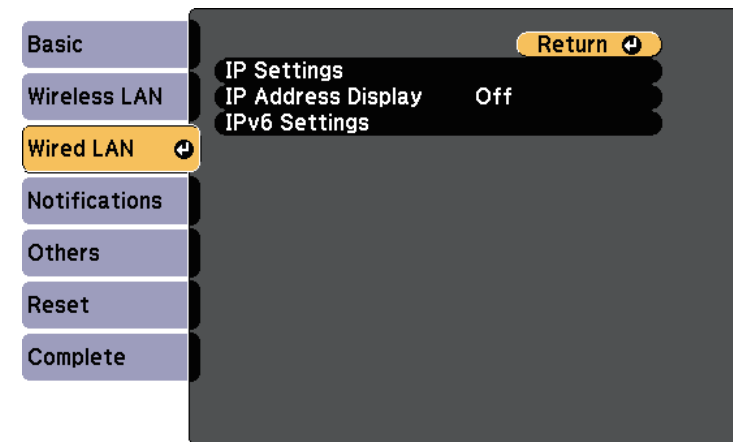 Basic
Wireless LAN
Wired LAN
Notifications
Others
Reset
Complete
Return
IP Settings
IP Address Display Off
IPv6 Settings